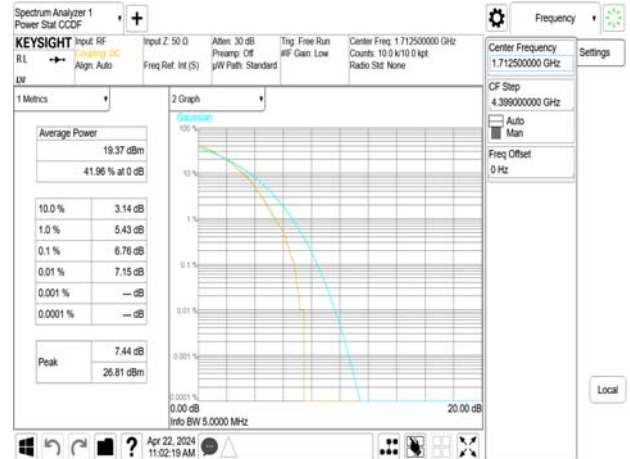 Spectrum Analyzer 1
Power Stat CCDF
Frequency
KEYSIGHT
RL
Input: RF
Coupling: DC
Align: Auto
Input Z: 50 Ω
Freq Ref: Int (S)
Atten: 30 dB
Preamp: Off
µW Path: Standard
Trig: Free Run
#IF Gain: Low
Center Freq: 1.712500000 GHz
Counts: 10.0 k/10.0 kpt
Radio Std: None
Center Frequency
1.712500000 GHz
Settings
CF Step
4.399000000 GHz
Auto
Man
Freq Offset
0 Hz
1 Metrics
2 Graph
Gaussian
Average Power
19.37 dBm
41.96 % at 0 dB
10.0 % 3.14 dB
1.0 % 5.43 dB
0.1 % 6.76 dB
0.01 % 7.15 dB
0.001 % --- dB
0.0001 % --- dB
Peak
7.44 dB
26.81 dBm
100 %
10 %
1 %
0.1 %
0.01 %
0.001 %
0.0001 %
0.00 dB
20.00 dB
Info BW 5.0000 MHz
Local
?
Apr 22, 2024
11:02:19 AM